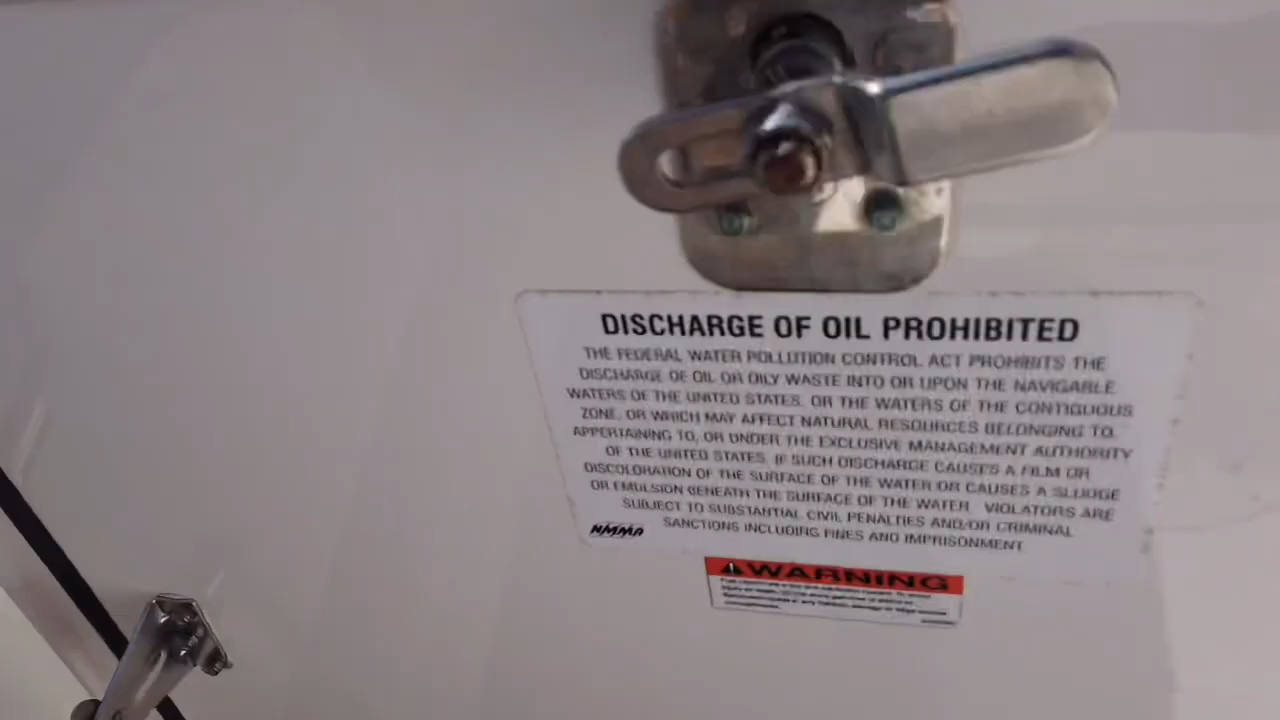 DISCHARGE OF OIL PROHIBITED
THE FEDERAL WATER POLLUTION CONTROL ACT PROHIBITS THE
DISCHARGE OF OIL OR OILY WASTE INTO OR UPON THE NAVIGABLE
WATERS OF THE UNITED STATES, OR THE WATERS OF THE CONTIGUOUS
ZONE, OR WHICH MAY AFFECT NATURAL RESOURCES BELONGING TO,
APPERTAINING TO, OR UNDER THE EXCLUSIVE MANAGEMENT AUTHORITY
OF THE UNITED STATES, IF SUCH DISCHARGE CAUSES A FILM OR
DISCOLORATION OF THE SURFACE OF THE WATER OR CAUSES A SLUDGE
OR EMULSION BENEATH THE SURFACE OF THE WATER. VIOLATORS ARE
SUBJECT TO SUBSTANTIAL CIVIL PENALTIES AND/OR CRIMINAL
SANCTIONS INCLUDING FINES AND IMPRISONMENT
NMMA
WARNING